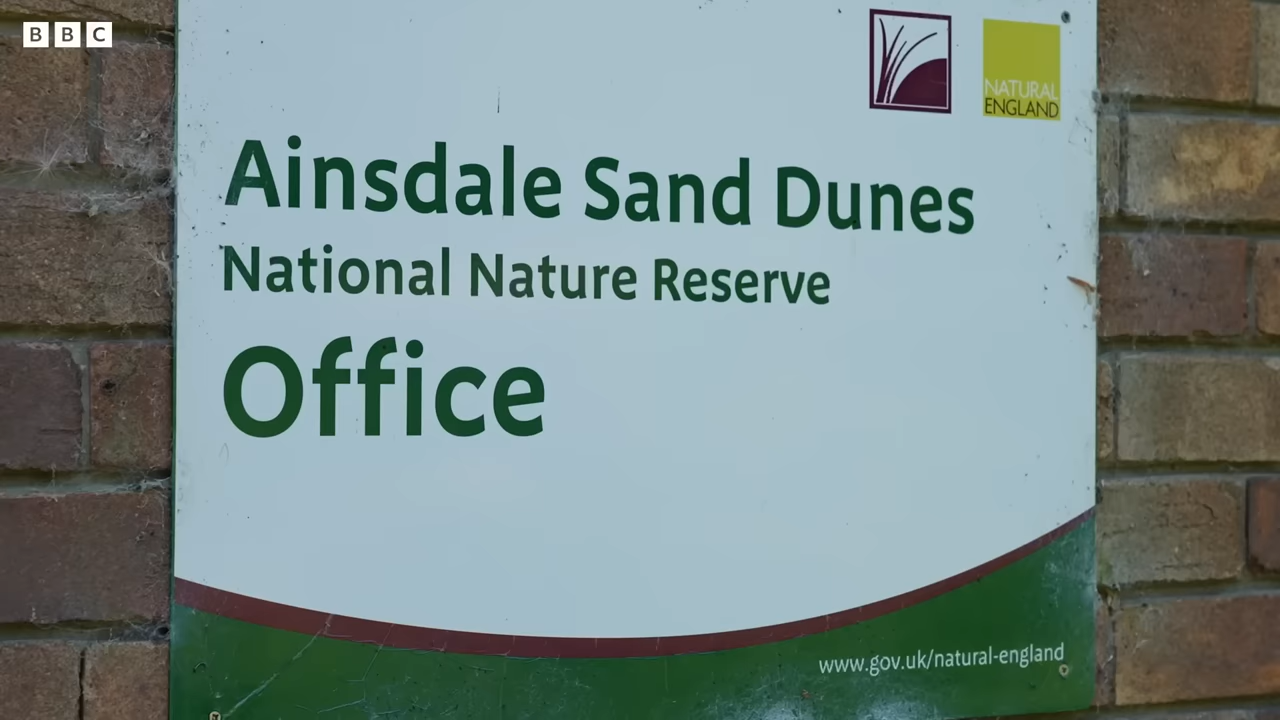 BBC
NATURAL
ENGLAND
Ainsdale Sand Dunes
National Nature Reserve
Office
www.gov.uk/natural-england